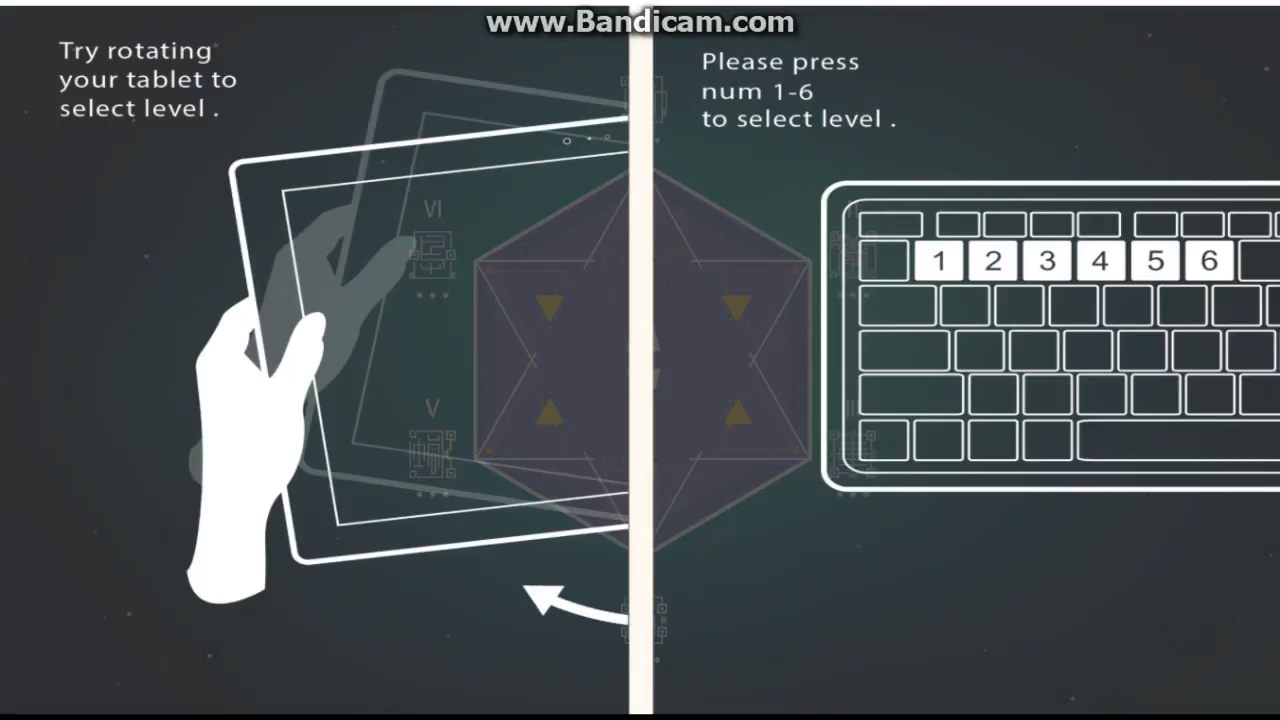 www.Bandicam.com
Try rotating
your tablet to
select level .
Please press
num 1-6
to select level .
VI
1 2 3 4 5 6
V